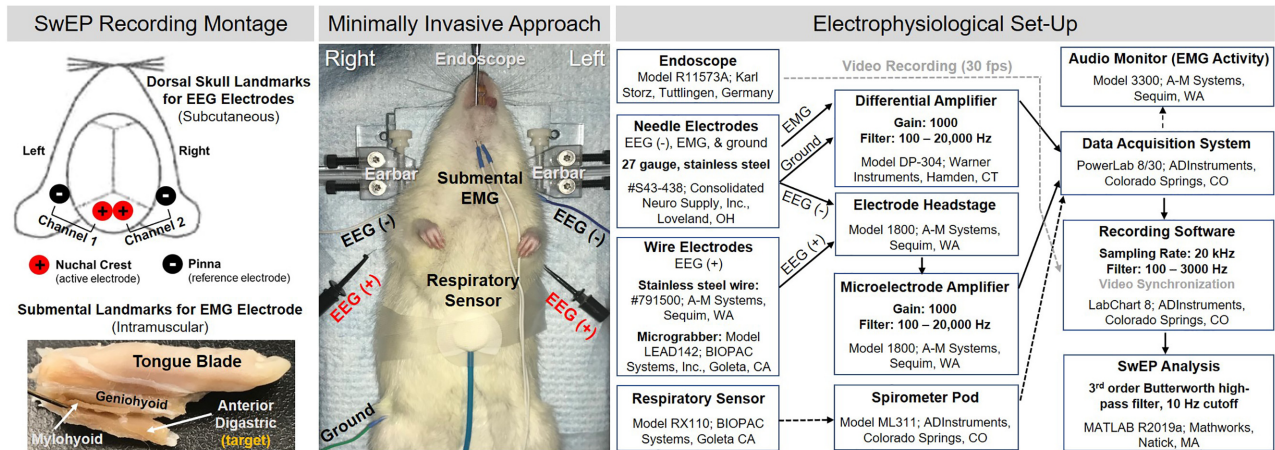 SwEP Recording Montage
Dorsal Skull Landmarks
for EEG Electrodes
(Subcutaneous)
Left
Right
-
-
+
+
Channel 1
Channel 2
+
Nuchal Crest
(active electrode)
-
Pinna
(reference electrode)
Submental Landmarks for EMG Electrode
(Intramuscular)
Tongue Blade
Geniohyoid
Mylohyoid
Anterior
Digastric
(target)
Minimally Invasive Approach
Right
Endoscope
Left
Earbar
Earbar
Submental
EMG
EEG (-)
EEG (-)
EEG (+)
EEG (+)
Respiratory
Sensor
Ground
Electrophysiological Set-Up
Endoscope
Model R11573A; Karl
Storz, Tuttlingen, Germany
Needle Electrodes
EEG (-), EMG, & ground
27 gauge, stainless steel
#S43-438; Consolidated
Neuro Supply, Inc.,
Loveland, OH
Wire Electrodes
EEG (+)
Stainless steel wire:
#791500; A-M Systems,
Sequim, WA
Micrograber: Model
LEAD142; BIOPAC
Systems, Inc., Goleta, CA
Respiratory Sensor
Model RX110; BIOPAC
Systems, Goleta CA
Video Recording (30 fps)
EMG
Ground
EEG (-)
EEG (+)
Differential Amplifier
Gain: 1000
Filter: 100 – 20,000 Hz
Model DP-304; Warner
Instruments, Hamden, CT
Electrode Headstage
Model 1800; A-M Systems,
Sequim, WA
Microelectrode Amplifier
Gain: 1000
Filter: 100 – 20,000 Hz
Model 1800; A-M Systems,
Sequim, WA
Spirometer Pod
Model ML311; ADInstruments,
Colorado Springs, CO
Audio Monitor (EMG Activity)
Model 3300; A-M Systems,
Sequim, WA
Data Acquisition System
PowerLab 8/30; ADInstruments,
Colorado Springs, CO
Recording Software
Sampling Rate: 20 kHz
Filter: 100 – 3000 Hz
Video Synchronization
LabChart 8; ADInstruments,
Colorado Springs, CO
SwEP Analysis
3rd order Butterworth high-
pass filter, 10 Hz cutoff
MATLAB R2019a; Mathworks,
Natick, MA